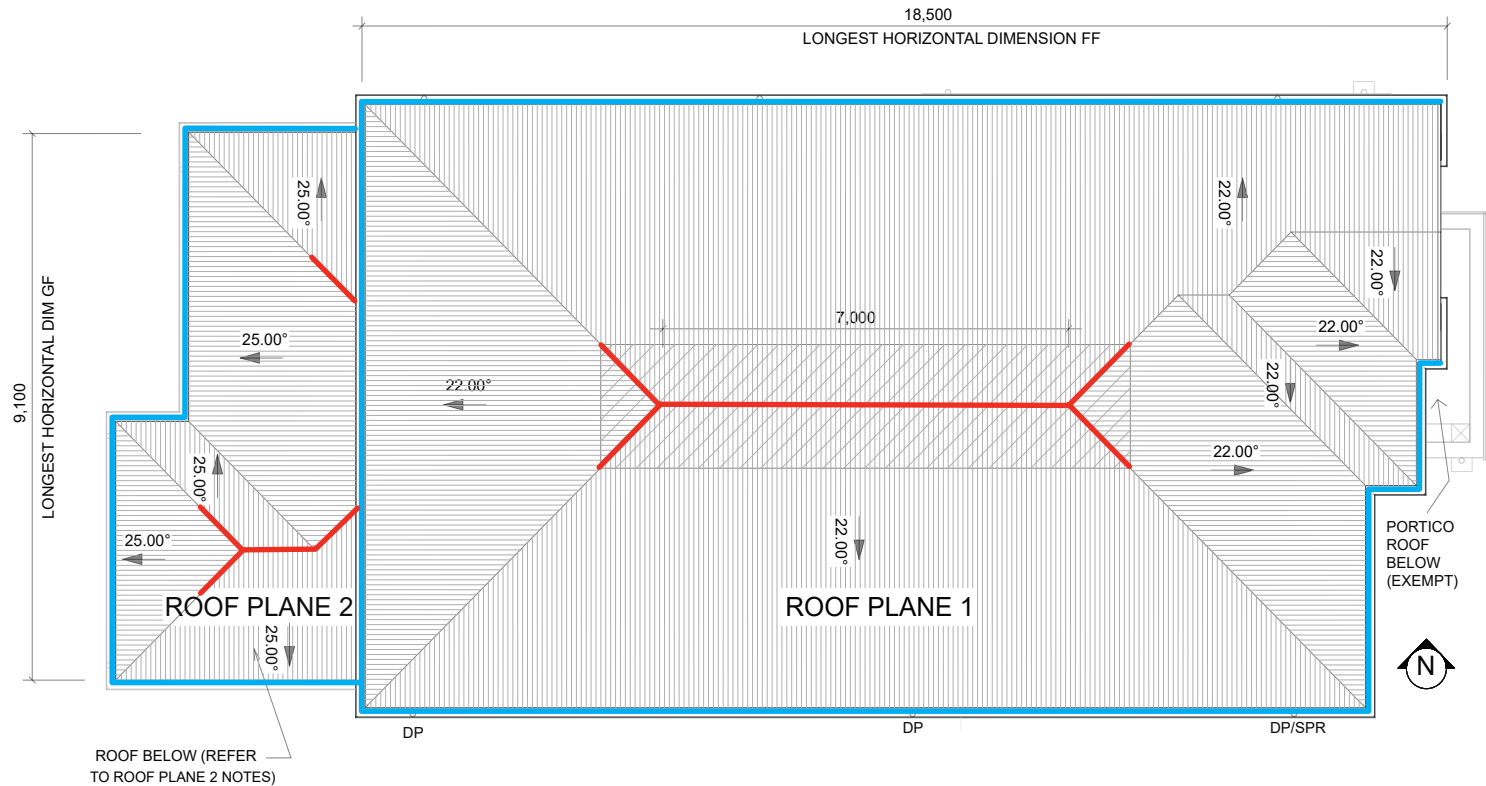 18,500
LONGEST HORIZONTAL DIMENSION FF
9,100
LONGEST HORIZONTAL DIM GF
25.00°
22.00°
22.00°
7,000
25.00°
22.00°
22.00°
22.00°
22.00°
25.00°
25.00°
22.00°
PORTICO
ROOF
BELOW
(EXEMPT)
ROOF PLANE 2
ROOF PLANE 1
25.00°
N
DP
DP
DP/SPR
ROOF BELOW (REFER
TO ROOF PLANE 2 NOTES)